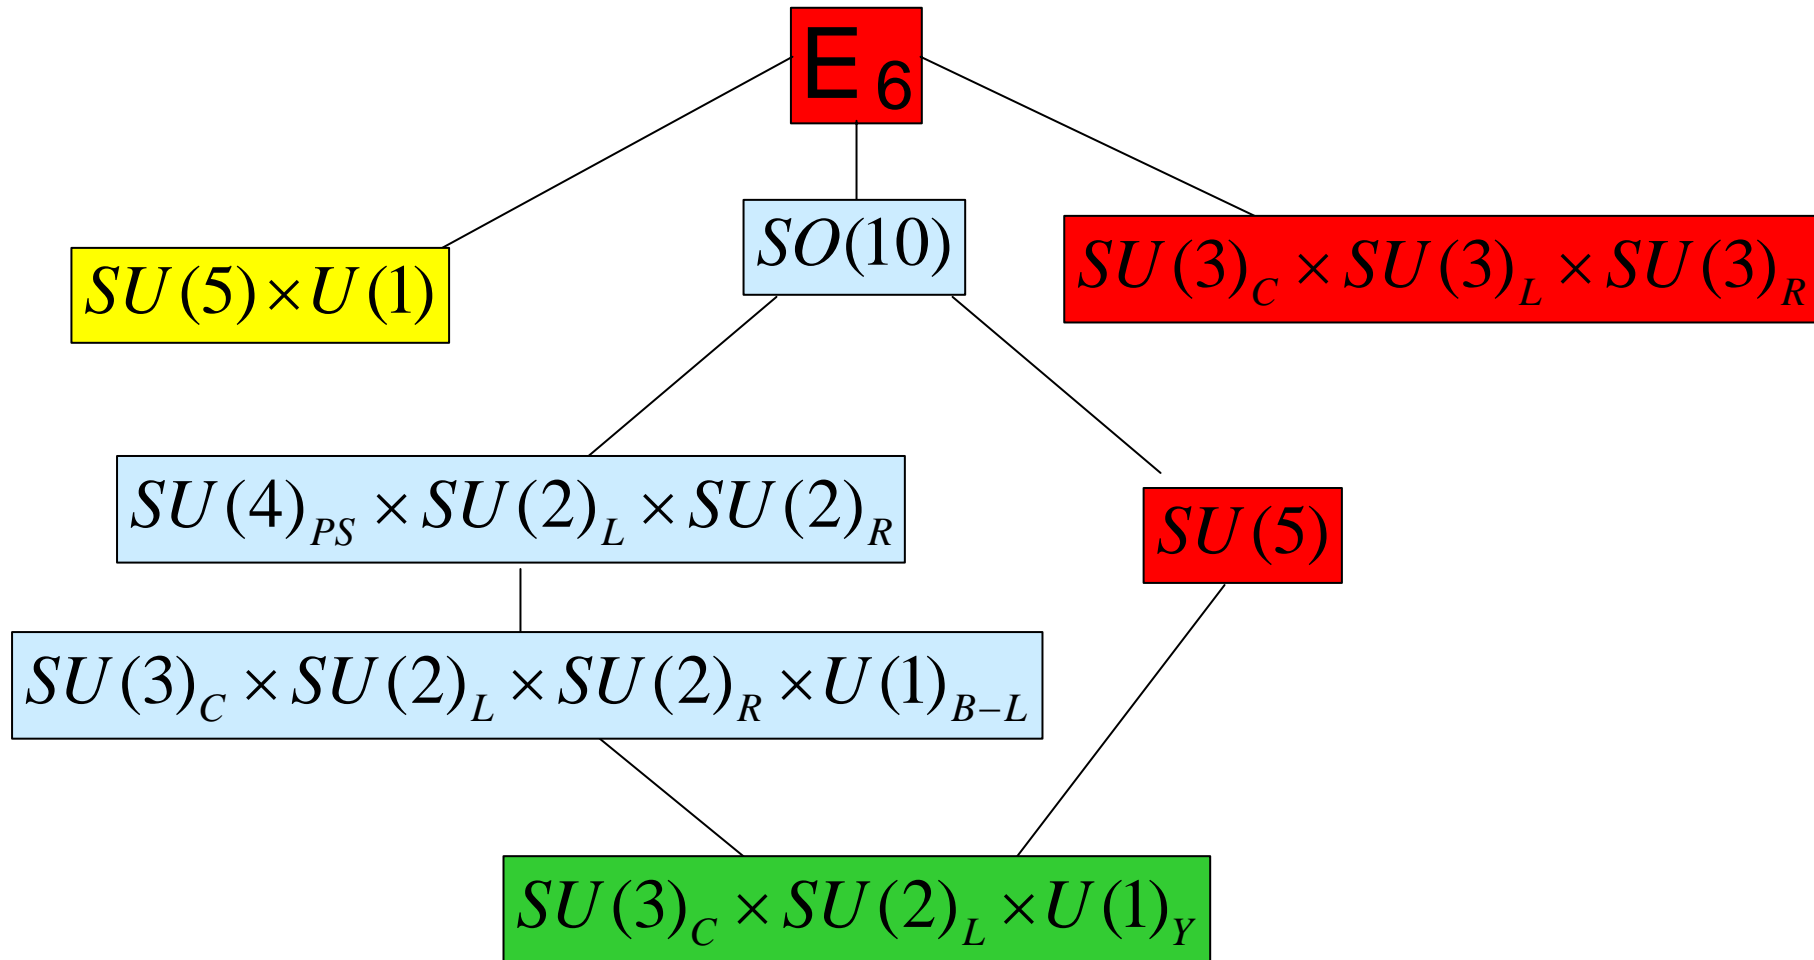 E 6
SO(10)
SU(5)×U(1)
SU(3)_C × SU(3)_L × SU(3)_R
SU(4)_PS × SU(2)_L × SU(2)_R
SU(5)
SU(3)_C × SU(2)_L × SU(2)_R × U(1)_B−L
SU(3)_C × SU(2)_L × U(1)_Y